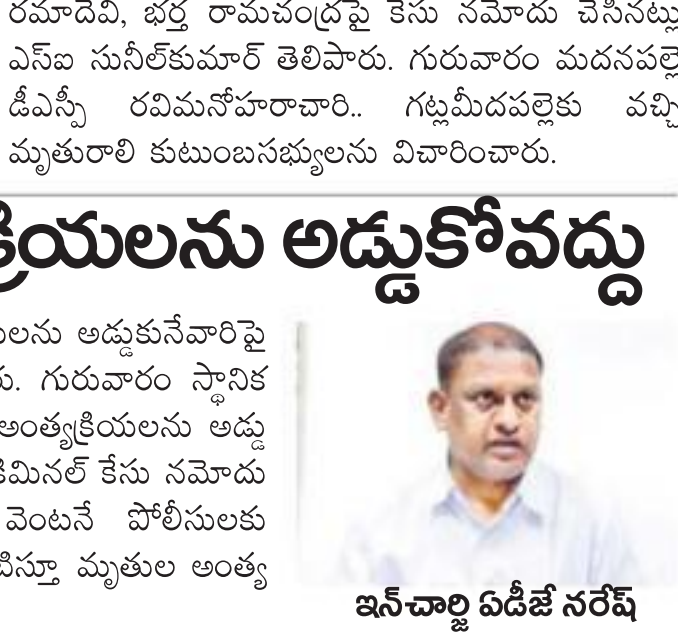 రమాదేవి, భర్త రామచంద్రపై కేసు నమోదు చేసినట్లు
ఎస్ఐ సునీల్‌కుమార్ తెలిపారు. గురువారం మదనపల్లె
డీఎస్పీ రవిమనోహరాచారి.. గట్లమీదపల్లెకు వచ్చి
మృతురాలి కుటుంబసభ్యులను విచారించారు.
క్రియలను అడ్డుకోవద్దు
లను అడ్డుకునేవారిపై
రు. గురువారం స్థానిక
అంత్యక్రియలను అడ్డు
క్రిమినల్ కేసు నమోదు
వెంటనే పోలీసులకు
టిస్తూ మృతుల అంత్య
ఇన్‌చార్జి ఏడీజే నరేష్